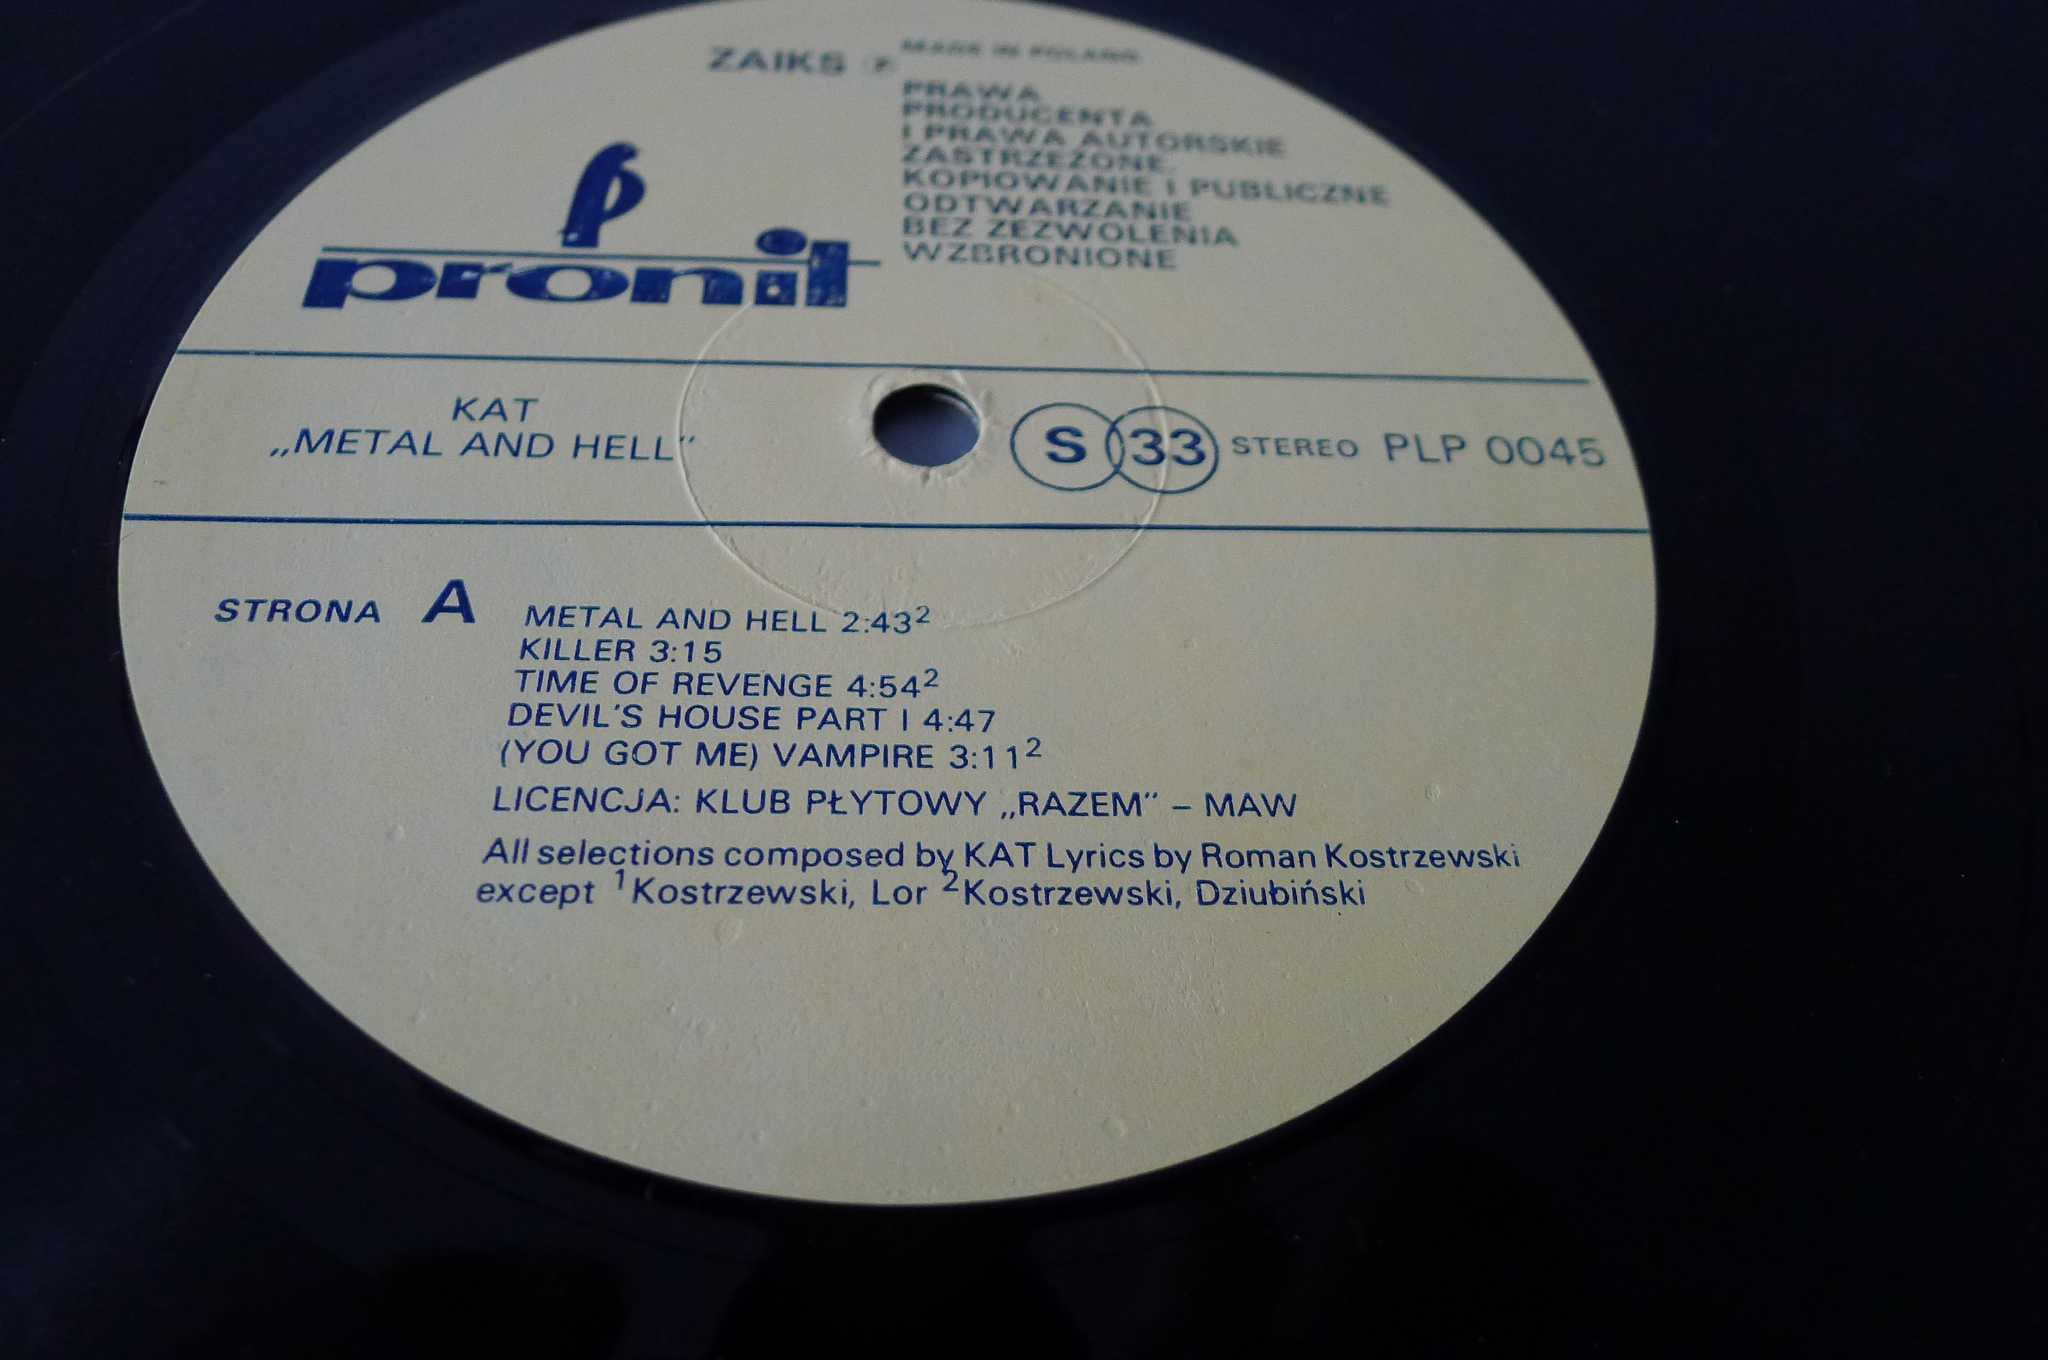 ZAIKS ℗ MADE IN POLAND
PRAWA
PRODUCENTA
I PRAWA AUTORSKIE
ZASTRZEŻONE.
KOPIOWANIE I PUBLICZNE
ODTWARZANIE
BEZ ZEZWOLENIA
WZBRONIONE
pronit
KAT
„METAL AND HELL"
S 33 STEREO PLP 0045
STRONA A METAL AND HELL 2:43²
KILLER 3:15
TIME OF REVENGE 4:54²
DEVIL'S HOUSE PART I 4:47
(YOU GOT ME) VAMPIRE 3:11²
LICENCJA: KLUB PŁYTOWY „RAZEM" – MAW
All selections composed by KAT Lyrics by Roman Kostrzewski
except ¹Kostrzewski, Lor ²Kostrzewski, Dziubiński